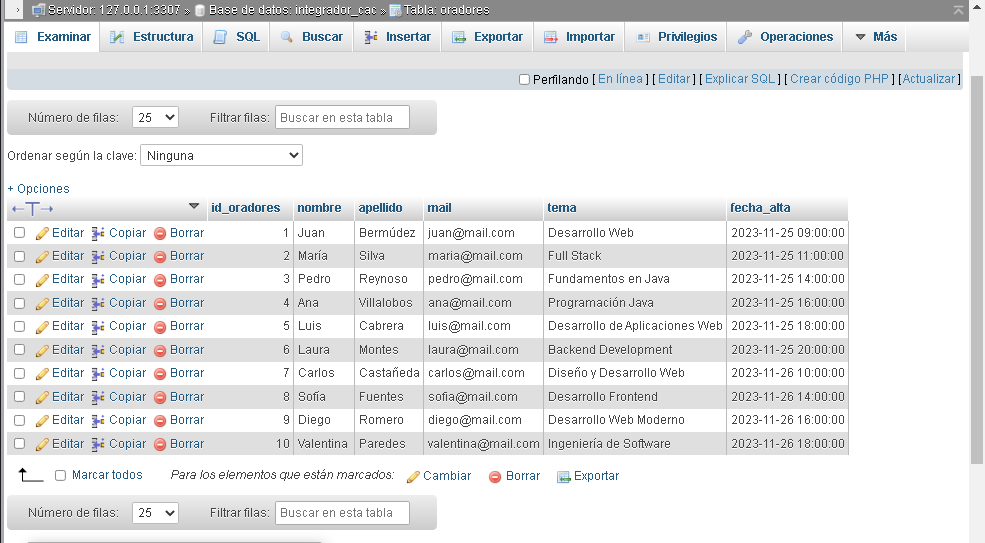 Servidor: 127.0.0.1:3307 » Base de datos: integrador_cac » Tabla: oradores
Examinar Estructura SQL Buscar Insertar Exportar Importar Privilegios Operaciones Más
Perfilando [ En línea ] [ Editar ] [ Explicar SQL ] [ Crear código PHP ] [ Actualizar ]
Número de filas: 25 Filtrar filas: Buscar en esta tabla
Ordenar según la clave: Ninguna
+ Opciones
←T→ id_oradores nombre apellido mail tema fecha_alta
Editar Copiar Borrar 1 Juan Bermúdez juan@mail.com Desarrollo Web 2023-11-25 09:00:00
Editar Copiar Borrar 2 María Silva maria@mail.com Full Stack 2023-11-25 11:00:00
Editar Copiar Borrar 3 Pedro Reynoso pedro@mail.com Fundamentos en Java 2023-11-25 14:00:00
Editar Copiar Borrar 4 Ana Villalobos ana@mail.com Programación Java 2023-11-25 16:00:00
Editar Copiar Borrar 5 Luis Cabrera luis@mail.com Desarrollo de Aplicaciones Web 2023-11-25 18:00:00
Editar Copiar Borrar 6 Laura Montes laura@mail.com Backend Development 2023-11-25 20:00:00
Editar Copiar Borrar 7 Carlos Castañeda carlos@mail.com Diseño y Desarrollo Web 2023-11-26 10:00:00
Editar Copiar Borrar 8 Sofía Fuentes sofia@mail.com Desarrollo Frontend 2023-11-26 14:00:00
Editar Copiar Borrar 9 Diego Romero diego@mail.com Desarrollo Web Moderno 2023-11-26 16:00:00
Editar Copiar Borrar 10 Valentina Paredes valentina@mail.com Ingeniería de Software 2023-11-26 18:00:00
Marcar todos Para los elementos que están marcados: Cambiar Borrar Exportar
Número de filas: 25 Filtrar filas: Buscar en esta tabla